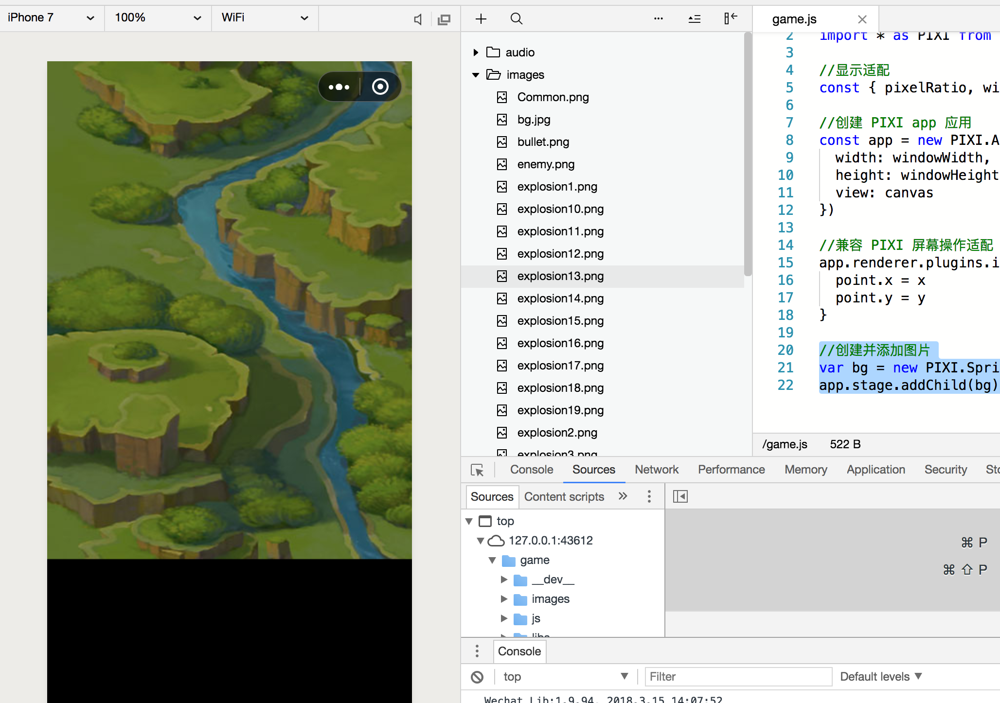 iPhone 7
100%
WiFi
audio
images
Common.png
bg.jpg
bullet.png
enemy.png
explosion1.png
explosion10.png
explosion11.png
explosion12.png
explosion13.png
explosion14.png
explosion15.png
explosion16.png
explosion17.png
explosion18.png
explosion19.png
explosion2.png
explosion3.png
game.js
2 import * as PIXI from
3
4 //显示适配
5 const { pixelRatio, wi
6
7 //创建 PIXI app 应用
8 const app = new PIXI.A
9 width: windowWidth,
10 height: windowHeight
11 view: canvas
12 })
13
14 //兼容 PIXI 屏幕操作适配
15 app.renderer.plugins.i
16 point.x = x
17 point.y = y
18 }
19
20 //创建并添加图片
21 var bg = new PIXI.Spri
22 app.stage.addChild(bg)
/game.js 522 B
Console Sources Network Performance Memory Application Security Sto
Sources Content scripts »
top
127.0.0.1:43612
game
__dev__
images
js
libs
⌘ P
⌘ ⇧ P
Console
top Filter Default levels
Wechat Lib:1.9.94, 2018.3.15 14:07:52